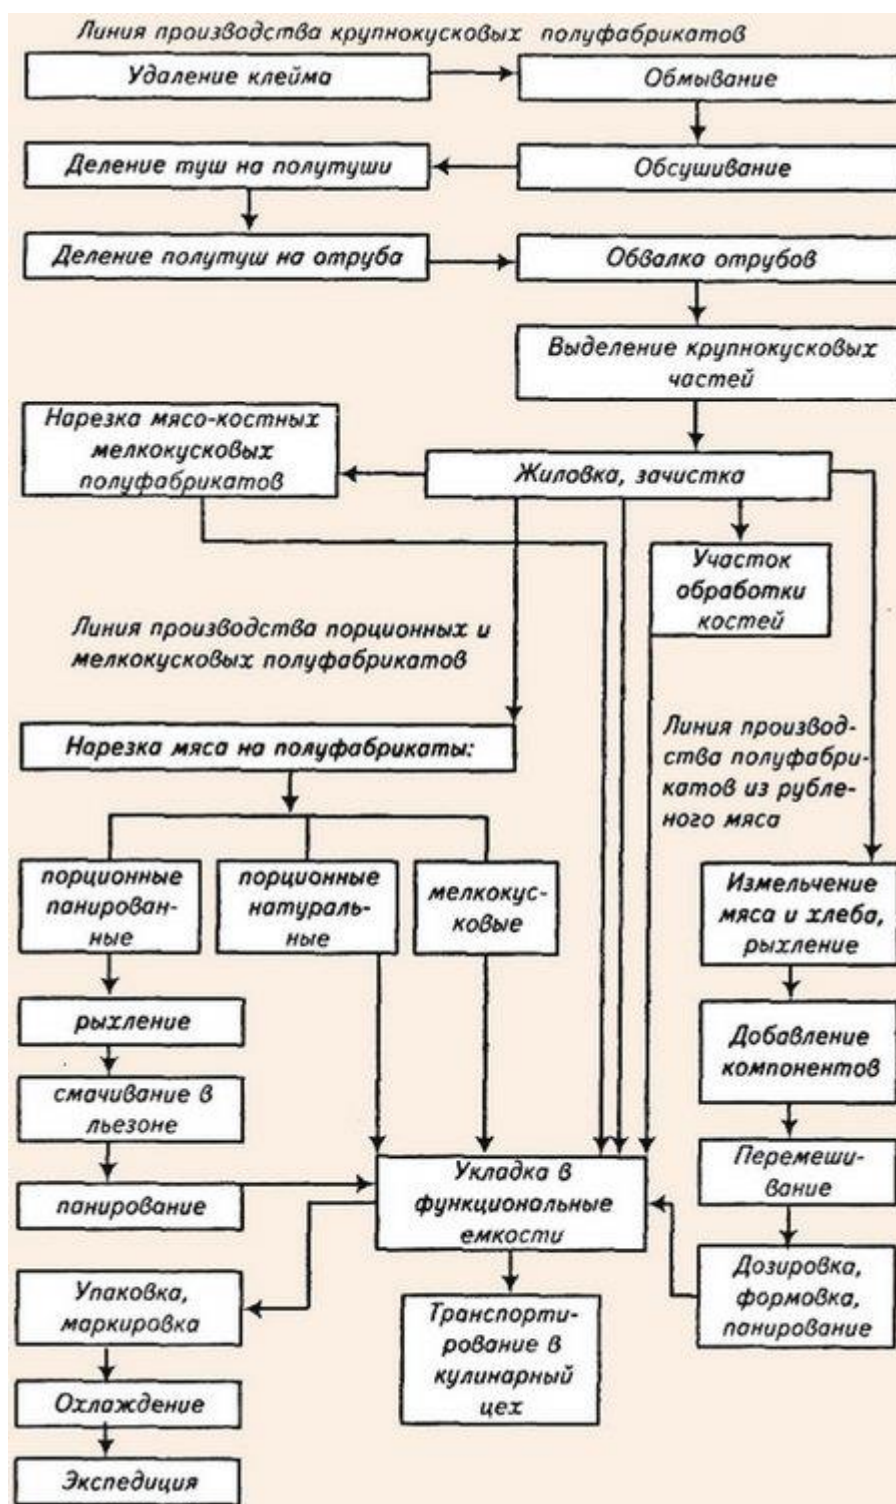 Линия производства крупнокусковых полуфабрикатов
Удаление клейма
Обмывание
Деление туш на полутуши
Обсушивание
Деление полутуш на отруба
Обвалка отрубов
Выделение крупнокусковых
частей
Нарезка мясо-костных
мелкокусковых
полуфабрикатов
Жиловка, зачистка
Участок
обработки
костей
Линия производства порционных и
мелкокусковых полуфабрикатов
Нарезка мяса на полуфабрикаты:
Линия производ-
ства полуфабри-
катов из рубле-
ного мяса
порционные
панирован-
ные
порционные
натураль-
ные
мелкокус-
ковые
Измельчение
мяса и хлеба,
рыхление
рыхление
Добавление
компонентов
смачивание в
льезоне
Перемеши-
вание
панирование
Укладка в
функциональные
емкости
Дозировка,
формовка,
панирование
Упаковка,
маркировка
Транспорти-
рование в
кулинарный
цех
Охлаждение
Экспедиция